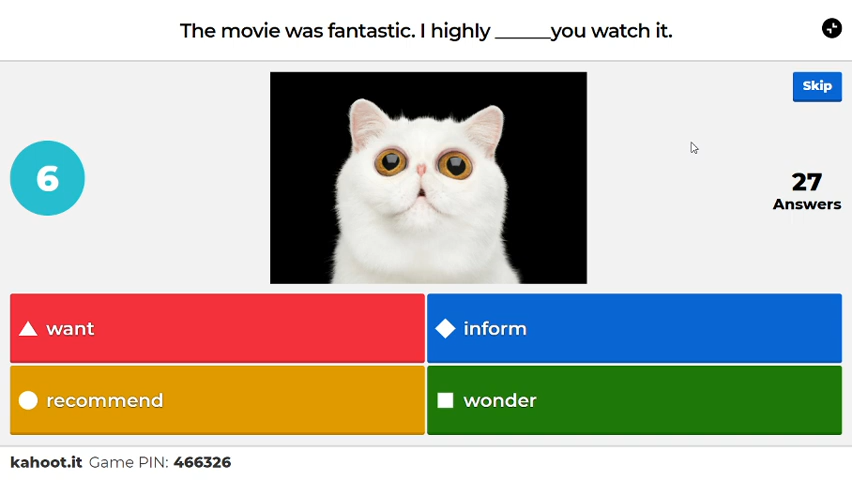 The movie was fantastic. I highly ______you watch it.
Skip
6
27
Answers
want
inform
recommend
wonder
kahoot.it Game PIN: 466326